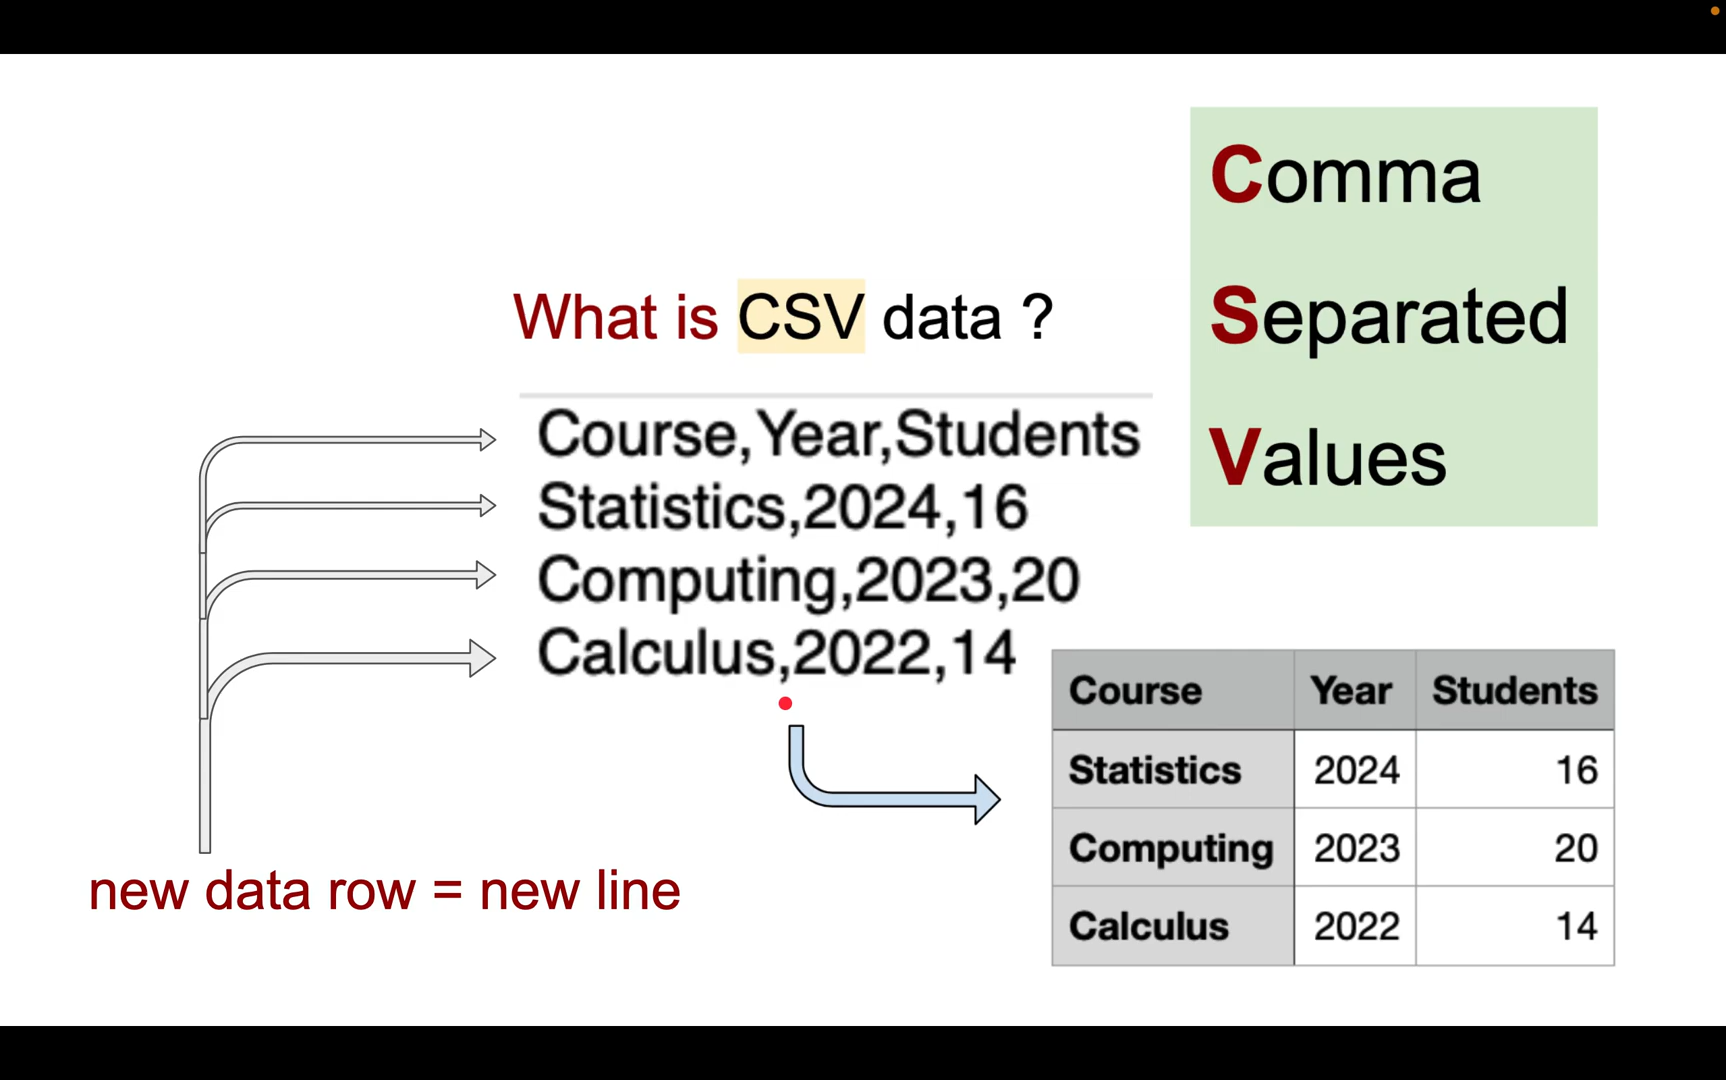 Comma
Separated
Values
What is CSV data ?
Course,Year,Students
Statistics,2024,16
Computing,2023,20
Calculus,2022,14
new data row = new line
Course Year Students
Statistics 2024 16
Computing 2023 20
Calculus 2022 14